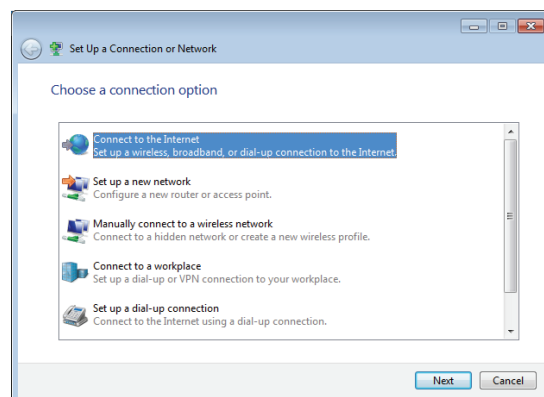 Set Up a Connection or Network
Choose a connection option
Connect to the Internet
Set up a wireless, broadband, or dial-up connection to the Internet.
Set up a new network
Configure a new router or access point.
Manually connect to a wireless network
Connect to a hidden network or create a new wireless profile.
Connect to a workplace
Set up a dial-up or VPN connection to your workplace.
Set up a dial-up connection
Connect to the Internet using a dial-up connection.
Next Cancel